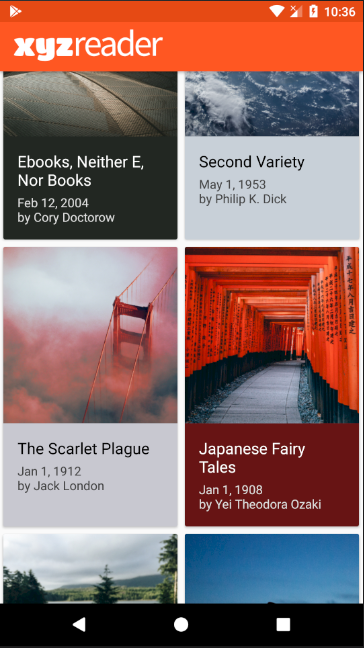 10:36
xyzreader
Ebooks, Neither E,
Nor Books
Feb 12, 2004
by Cory Doctorow
Second Variety
May 1, 1953
by Philip K. Dick
The Scarlet Plague
Jan 1, 1912
by Jack London
Japanese Fairy
Tales
Jan 1, 1908
by Yei Theodora Ozaki